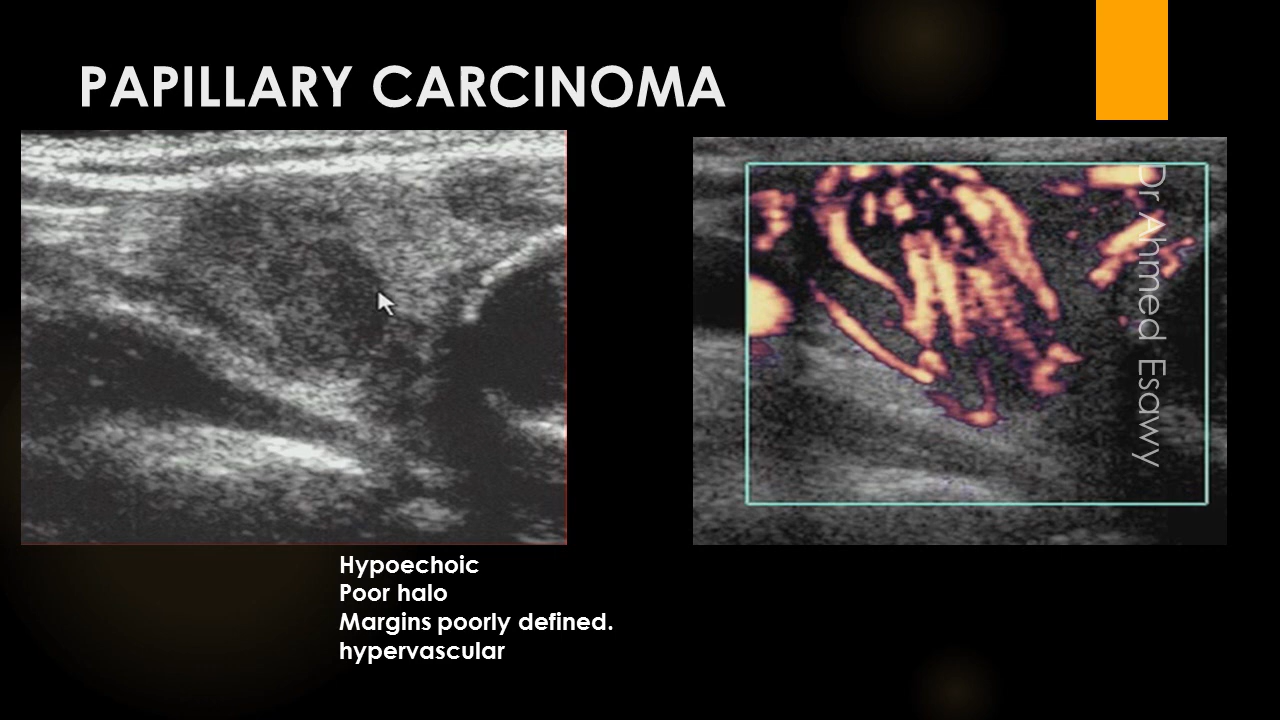 PAPILLARY CARCINOMA
Dr Ahmed Esawy
Hypoechoic
Poor halo
Margins poorly defined.
hypervascular